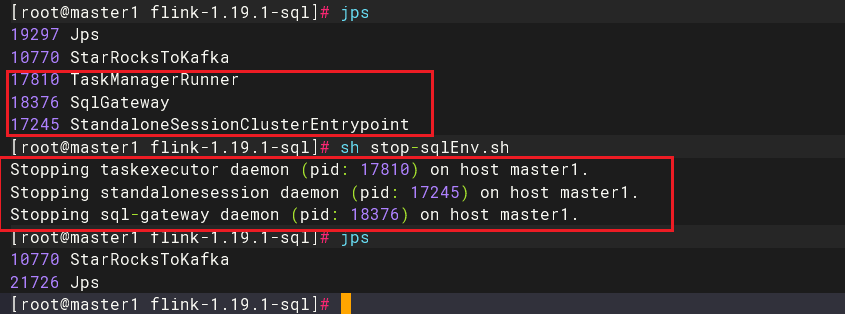 [root@master1 flink-1.19.1-sql]# jps
19297 Jps
10770 StarRocksToKafka
17810 TaskManagerRunner
18376 SqlGateway
17245 StandaloneSessionClusterEntrypoint
[root@master1 flink-1.19.1-sql]# sh stop-sqlEnv.sh
Stopping taskexecutor daemon (pid: 17810) on host master1.
Stopping standalonesession daemon (pid: 17245) on host master1.
Stopping sql-gateway daemon (pid: 18376) on host master1.
[root@master1 flink-1.19.1-sql]# jps
10770 StarRocksToKafka
21726 Jps
[root@master1 flink-1.19.1-sql]#